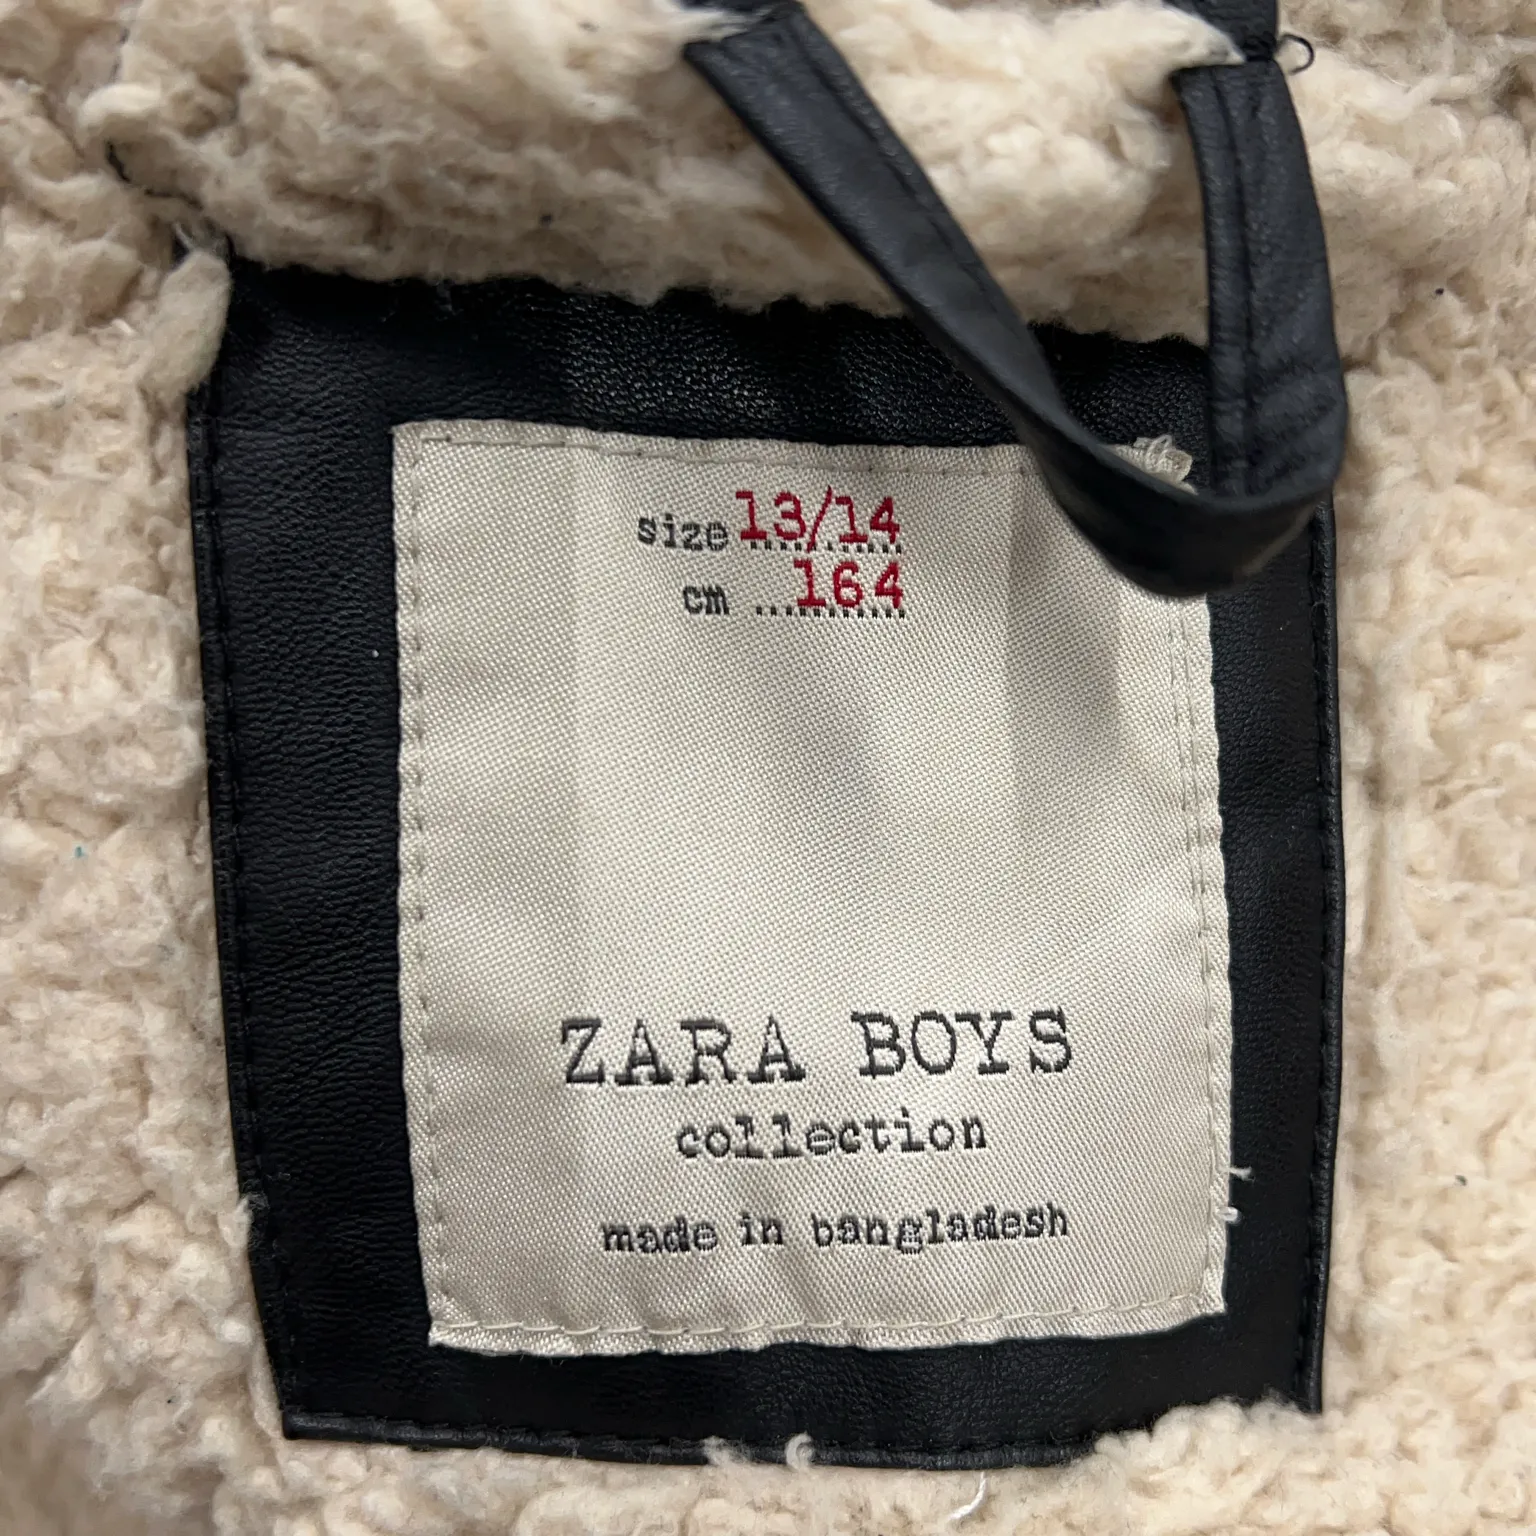 size 13/14
cm 164
ZARA BOYS
collection
made in bangladesh